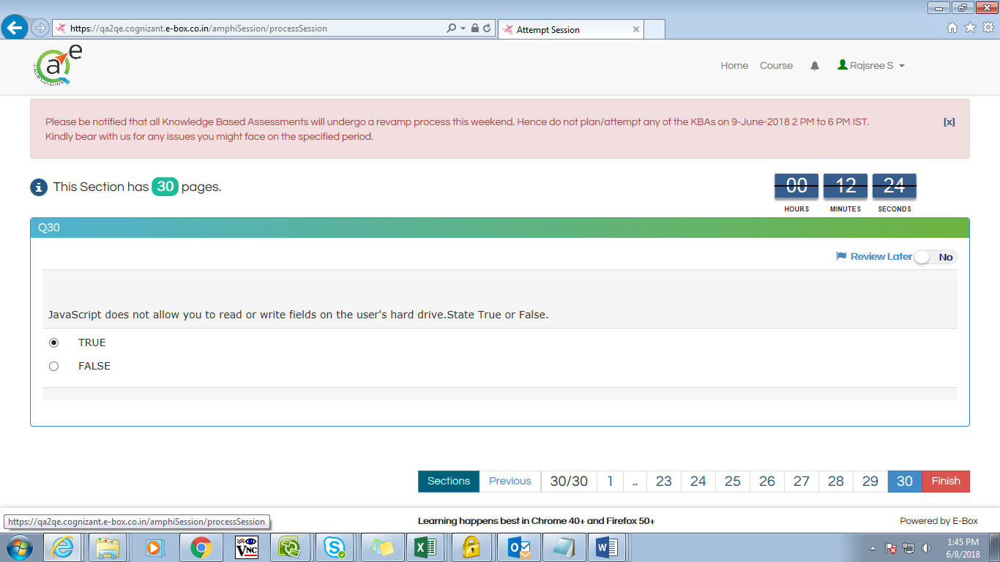 https://qa2qe.cognizant.e-box.co.in/amphiSession/processSession
Attempt Session
a e
Home Course Rajsree S
Please be notified that all Knowledge Based Assessments will undergo a revamp process this weekend. Hence do not plan/attempt any of the KBAs on 9-June-2018 2 PM to 6 PM IST. [x]
Kindly bear with us for any issues you might face on the specified period.
This Section has 30 pages.
00 12 24
HOURS MINUTES SECONDS
Q30
Review Later No
JavaScript does not allow you to read or write fields on the user's hard drive.State True or False.
TRUE
FALSE
Sections Previous 30/30 1 .. 23 24 25 26 27 28 29 30 Finish
https://qa2qe.cognizant.e-box.co.in/amphiSession/processSession
Learning happens best in Chrome 40+ and Firefox 50+
Powered by E-Box
VNC
1:45 PM
6/8/2018